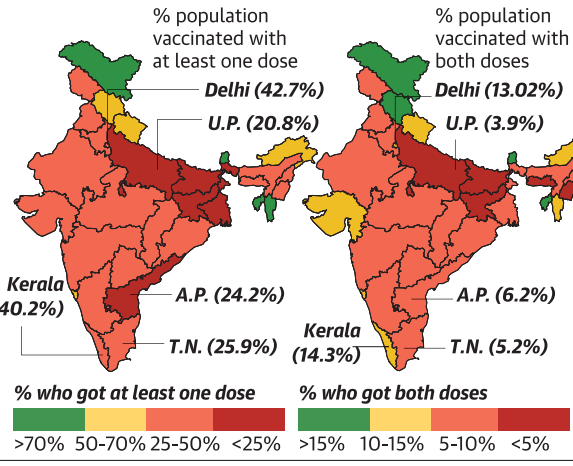 % population
vaccinated with
at least one dose
Delhi (42.7%)
U.P. (20.8%)
Kerala
40.2%)
A.P. (24.2%)
T.N. (25.9%)
% who got at least one dose
>70% 50-70% 25-50% <25%
% population
vaccinated with
both doses
Delhi (13.02%)
U.P. (3.9%)
A.P. (6.2%)
Kerala
(14.3%)
T.N. (5.2%)
% who got both doses
>15% 10-15% 5-10% <5%